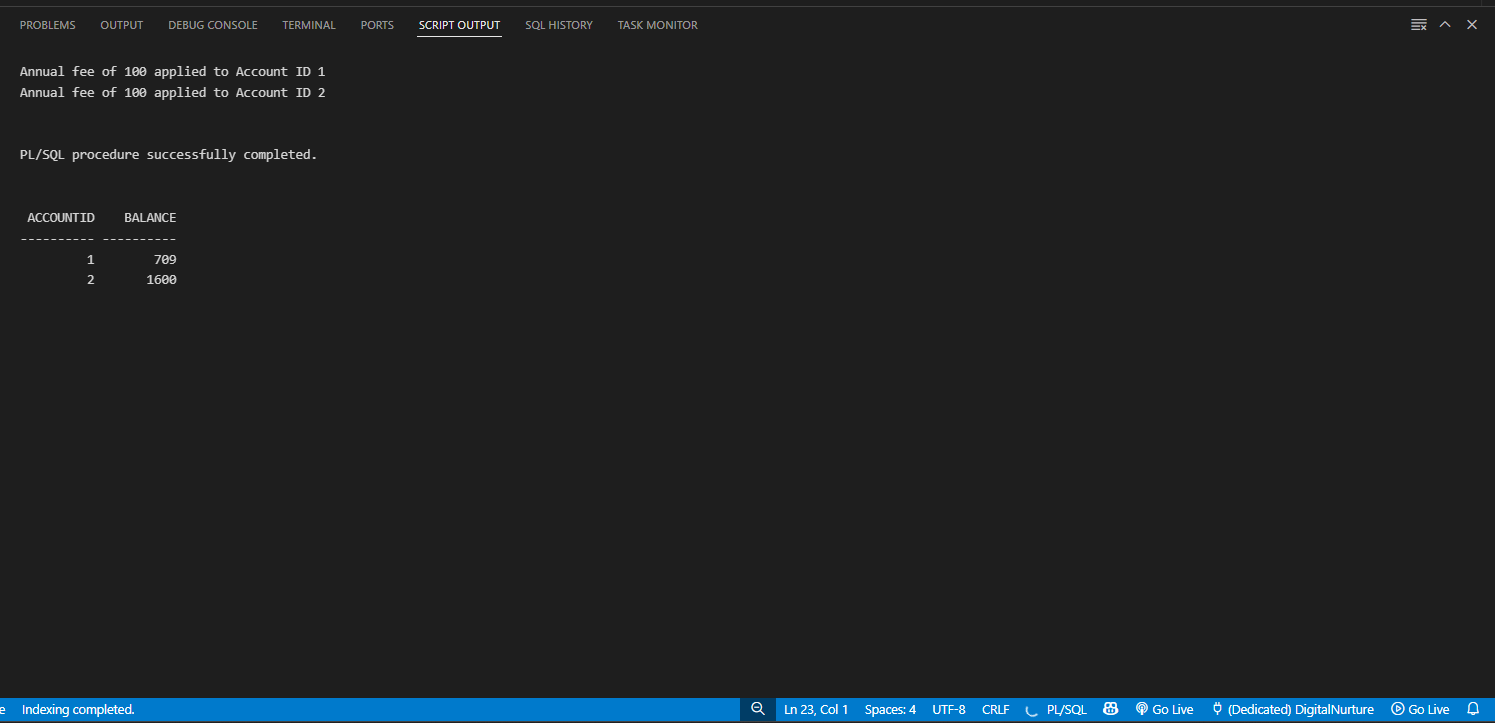 PROBLEMS OUTPUT DEBUG CONSOLE TERMINAL PORTS SCRIPT OUTPUT SQL HISTORY TASK MONITOR
Annual fee of 100 applied to Account ID 1
Annual fee of 100 applied to Account ID 2
PL/SQL procedure successfully completed.
ACCOUNTID BALANCE
---------- ----------
1 709
2 1600
e Indexing completed. Ln 23, Col 1 Spaces: 4 UTF-8 CRLF PL/SQL Go Live (Dedicated) DigitalNurture Go Live